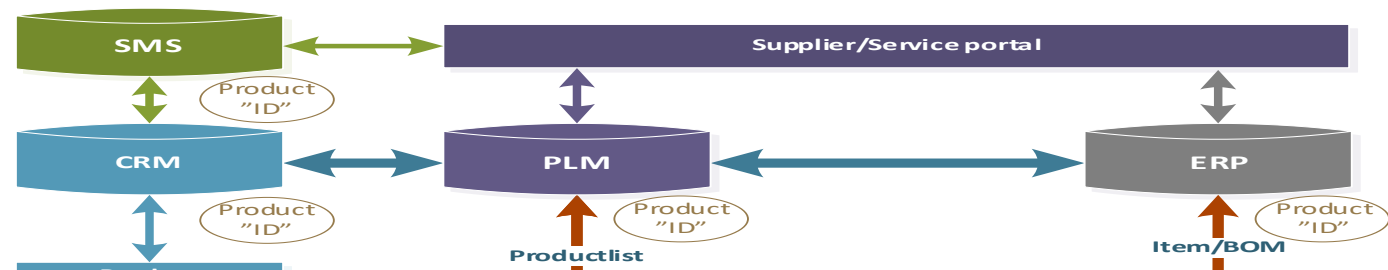 SMS
Supplier/Service portal
Product
"ID"
CRM
PLM
ERP
Product
"ID"
Product
"ID"
Product
"ID"
Productlist
Item/BOM